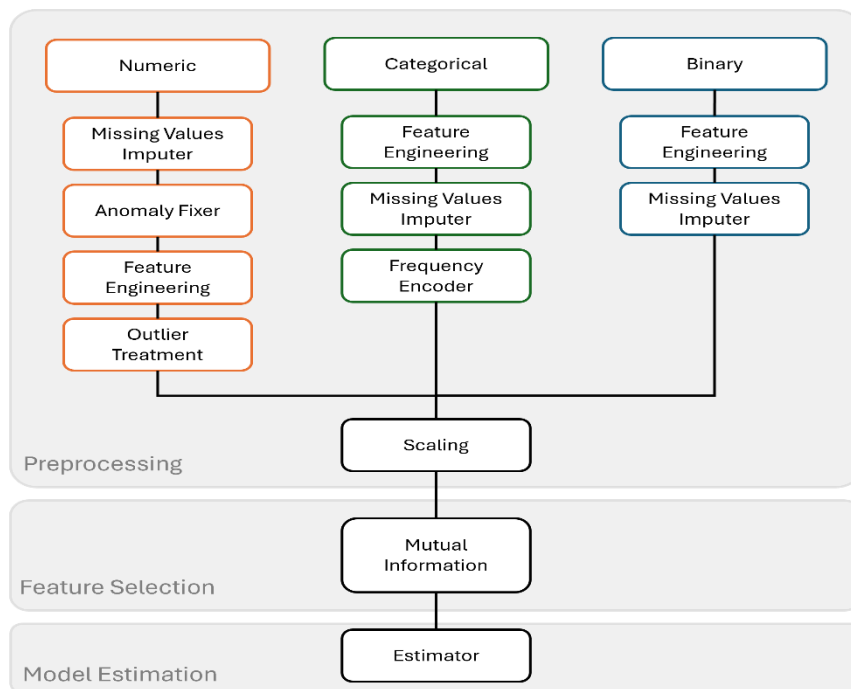 Numeric
Missing Values
Imputer
Anomaly Fixer
Feature
Engineering
Outlier
Treatment
Categorical
Feature
Engineering
Missing Values
Imputer
Frequency
Encoder
Binary
Feature
Engineering
Missing Values
Imputer
Scaling
Preprocessing
Mutual
Information
Feature Selection
Estimator
Model Estimation